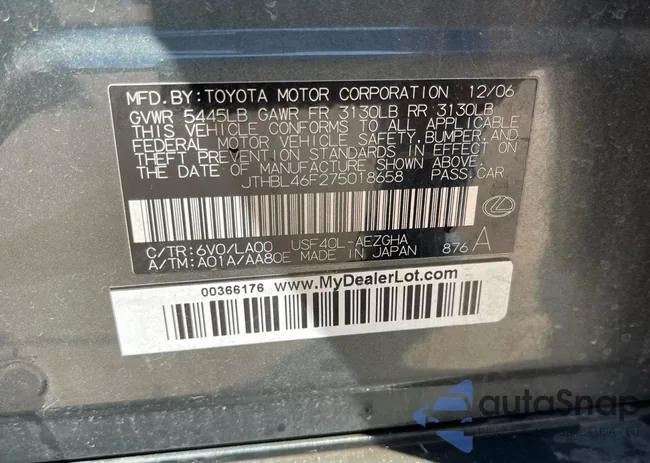 MFD. BY: TOYOTA MOTOR CORPORATION 12/06
GVWR 5445LB GAWR FR 3130LB RR 3130LB
THIS VEHICLE CONFORMS TO ALL APPLICABLE
FEDERAL MOTOR VEHICLE SAFETY, BUMPER, AND
THEFT PREVENTION STANDARDS IN EFFECT ON
THE DATE OF MANUFACTURE SHOWN ABOVE.
JTHBL46F275018658 PASS. CAR
C/TR: 6V0/LA00 USF40L-AEZGHA
A/TM: A01A/AA80E MADE IN JAPAN 876 A
00366176 www.MyDealerLot.com
autoSnap